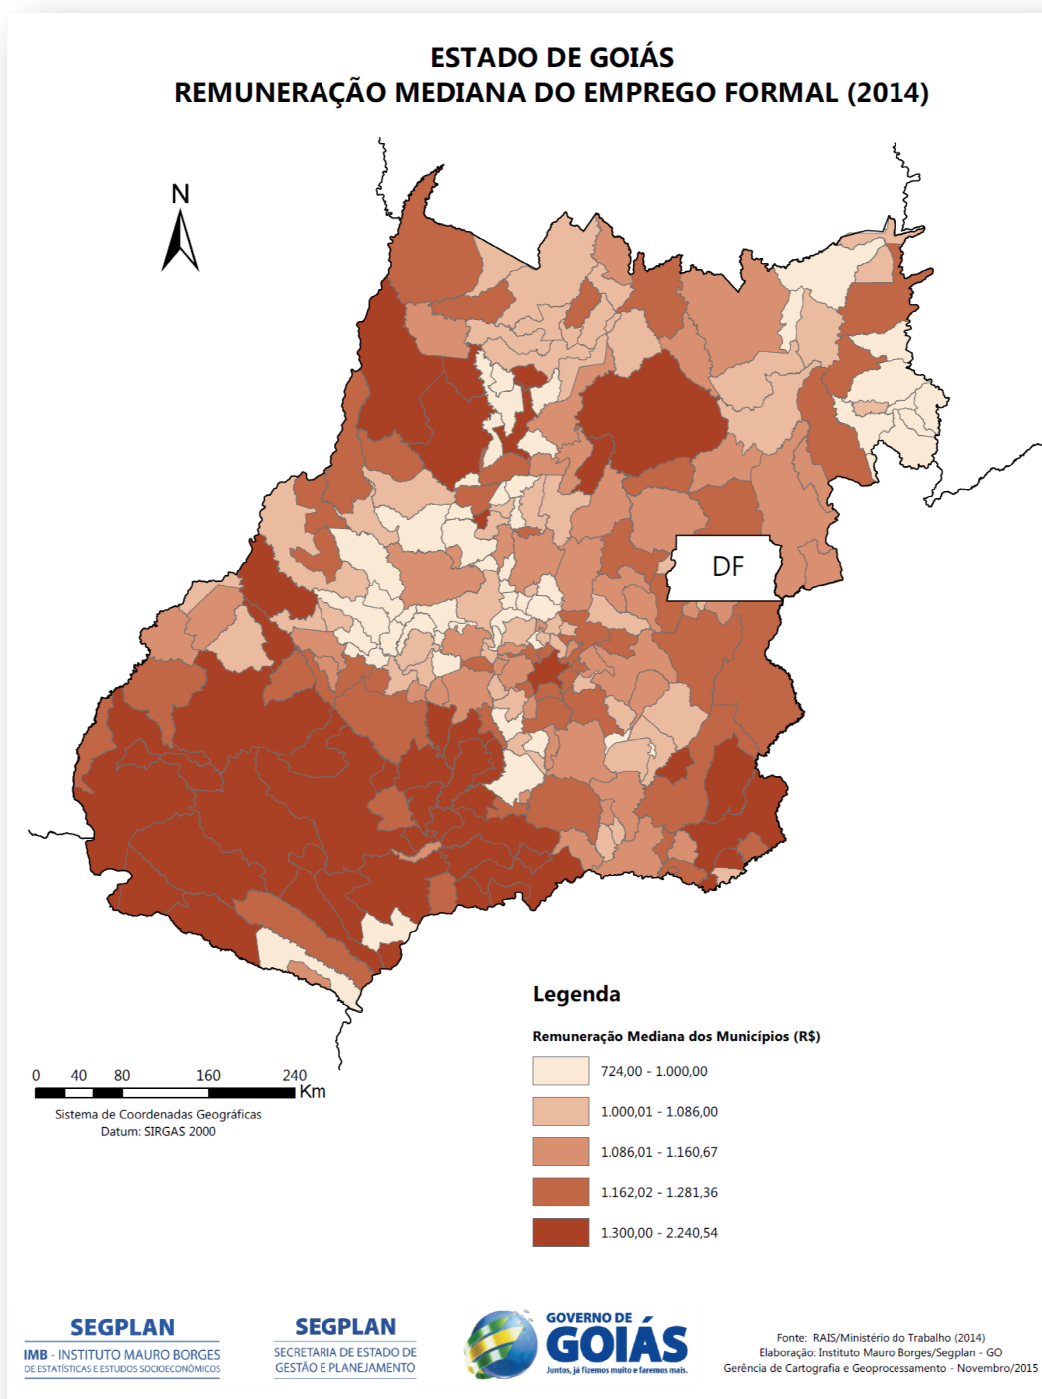 ESTADO DE GOIÁS
REMUNERAÇÃO MEDIANA DO EMPREGO FORMAL (2014)
N
DF
Legenda
Remuneração Mediana dos Municípios (R$)
724,00 - 1.000,00
1.000,01 - 1.086,00
1.086,01 - 1.160,67
1.162,02 - 1.281,36
1.300,00 - 2.240,54
0 40 80 160 240
Km
Sistema de Coordenadas Geográficas
Datum: SIRGAS 2000
SEGPLAN
IMB - INSTITUTO MAURO BORGES
DE ESTATÍSTICAS E ESTUDOS SOCIOECONÔMICOS
SEGPLAN
SECRETARIA DE ESTADO DE
GESTÃO E PLANEJAMENTO
GOVERNO DE
GOIÁS
Juntos, já fizemos muito e faremos mais.
Fonte: RAIS/Ministério do Trabalho (2014)
Elaboração: Instituto Mauro Borges/Segplan - GO
Gerência de Cartografia e Geoprocessamento - Novembro/2015